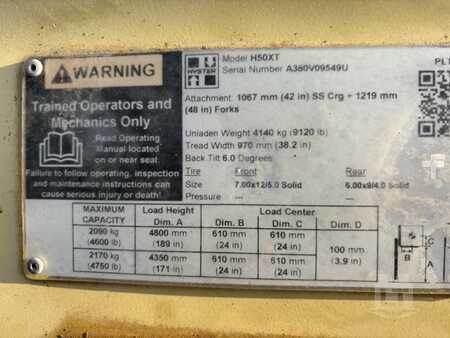 WARNING
Trained Operators and
Mechanics Only
Read Operating
Manual located
on or near seat.
Failure to follow operating, inspection
and maintenance instructions can
cause serious injury or death!
HYSTER
Model H50XT
Serial Number A380V09549U
PLT
Attachment: 1067 mm (42 in) SS Crg + 1219 mm
(48 in) Forks
Unladen Weight 4140 kg (9120 lb)
Tread Width 970 mm (38.2 in)
Back Tilt 6.0 Degrees
Tire Front Rear
Size 7.00x12/5.0 Solid 6.00x9/4.0 Solid
Pressure --- ---
MAXIMUM CAPACITY Load Height Dim. A Load Center Dim. B Dim. C Dim. D
2090 kg (4600 lb) 4800 mm (189 in) 610 mm (24 in) 610 mm (24 in) 100 mm (3.9 in)
2170 kg (4750 lb) 4350 mm (171 in) 610 mm (24 in) 610 mm (24 in)
C
B
A